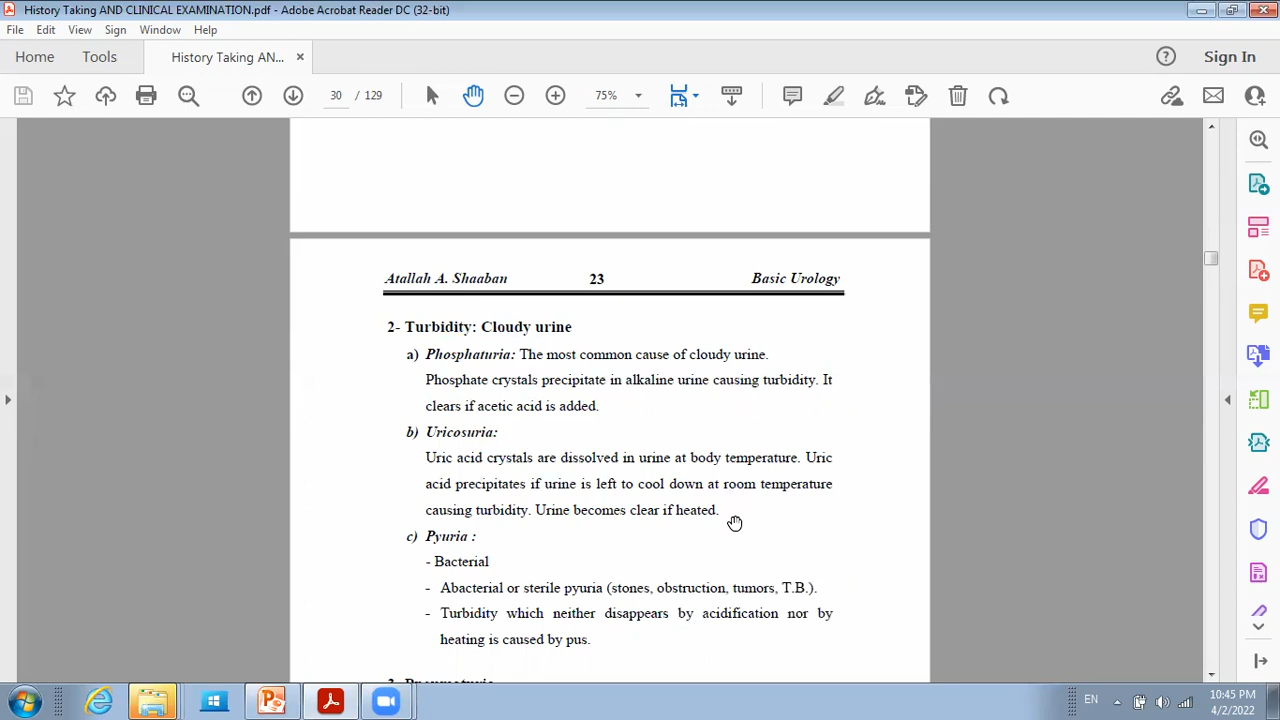 History Taking AND CLINICAL EXAMINATION.pdf - Adobe Acrobat Reader DC (32-bit)
File Edit View Sign Window Help
Home Tools History Taking AN... × Sign In
30 / 129 75%
Atallah A. Shaaban 23 Basic Urology
2- Turbidity: Cloudy urine
a) Phosphaturia: The most common cause of cloudy urine.
Phosphate crystals precipitate in alkaline urine causing turbidity. It
clears if acetic acid is added.
b) Uricosuria:
Uric acid crystals are dissolved in urine at body temperature. Uric
acid precipitates if urine is left to cool down at room temperature
causing turbidity. Urine becomes clear if heated.
c) Pyuria :
- Bacterial
- Abacterial or sterile pyuria (stones, obstruction, tumors, T.B.).
- Turbidity which neither disappears by acidification nor by
heating is caused by pus.
EN 10:45 PM
4/2/2022